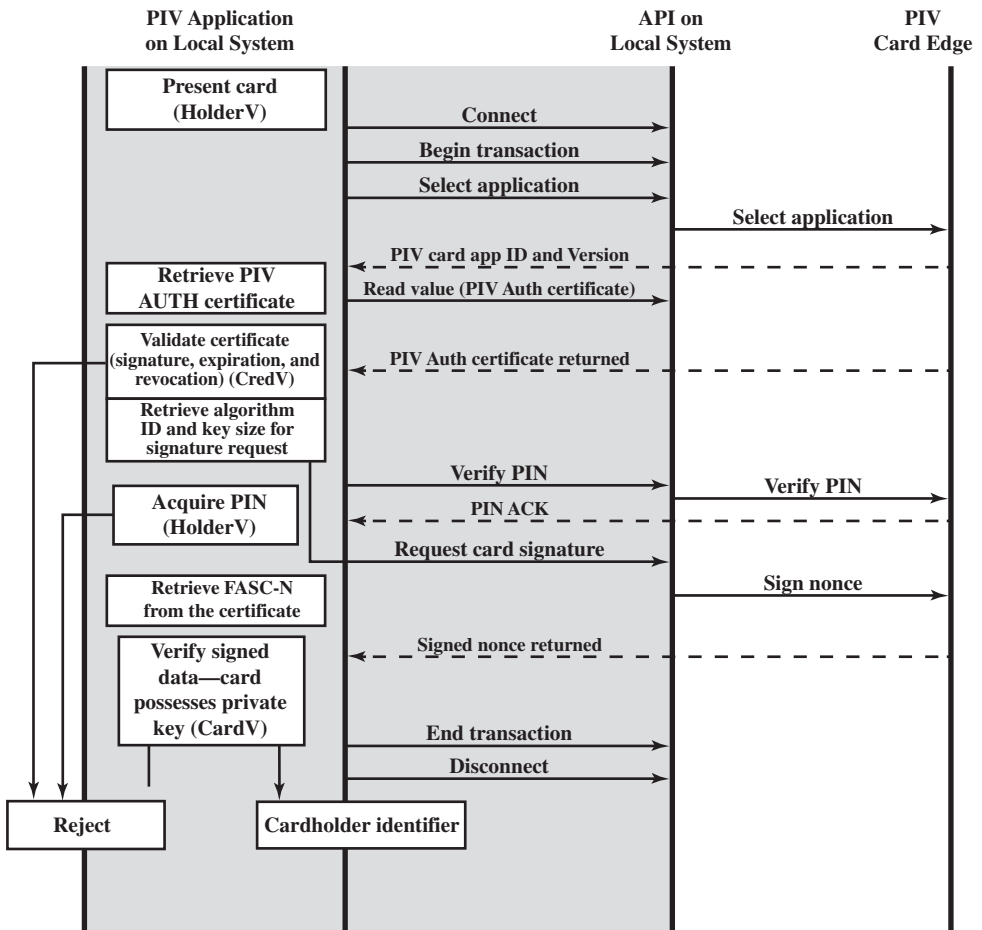 PIV Application
on Local System
API on
Local System
PIV
Card Edge
Present card
(HolderV)
Connect
Begin transaction
Select application
Select application
PIV card app ID and Version
Retrieve PIV
AUTH certificate
Read value (PIV Auth certificate)
Validate certificate
(signature, expiration, and
revocation) (CredV)
PIV Auth certificate returned
Retrieve algorithm
ID and key size for
signature request
Verify PIN
Verify PIN
Acquire PIN
(HolderV)
PIN ACK
Request card signature
Retrieve FASC-N
from the certificate
Sign nonce
Signed nonce returned
Verify signed
data—card
possesses private
key (CardV)
End transaction
Disconnect
Reject
Cardholder identifier